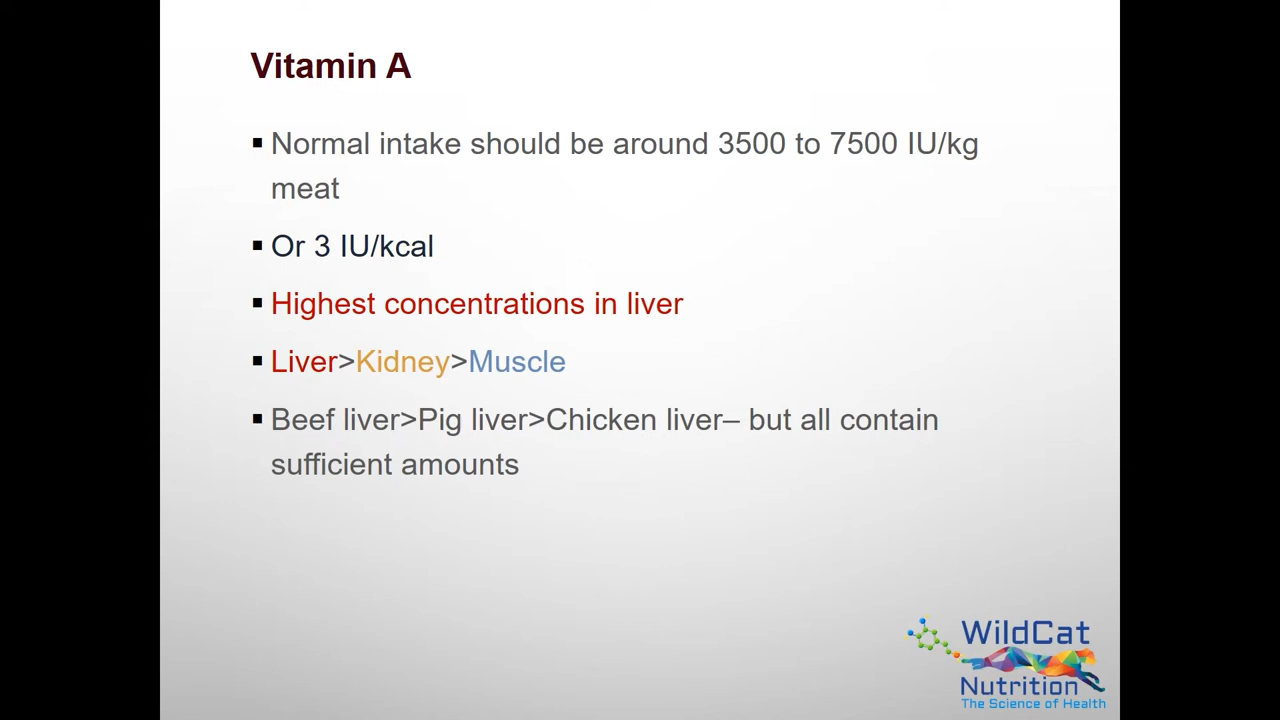 Vitamin A
▪ Normal intake should be around 3500 to 7500 IU/kg
meat
▪ Or 3 IU/kcal
▪ Highest concentrations in liver
▪ Liver>Kidney>Muscle
▪ Beef liver>Pig liver>Chicken liver– but all contain
sufficient amounts
WildCat
Nutrition
The Science of Health